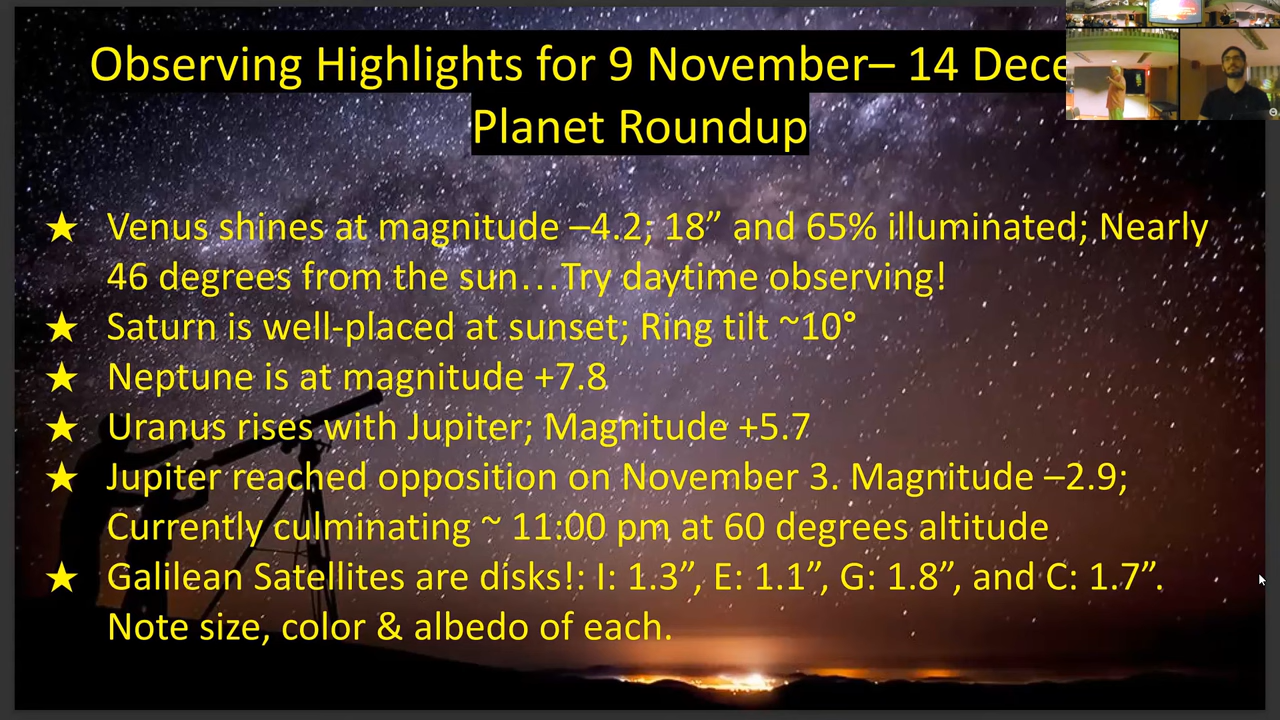 Observing Highlights for 9 November– 14
Planet Roundup
★ Venus shines at magnitude –4.2; 18” and 65% illuminated; Nearly
46 degrees from the sun…Try daytime observing!
★ Saturn is well-placed at sunset; Ring tilt ~10°
★ Neptune is at magnitude +7.8
★ Uranus rises with Jupiter; Magnitude +5.7
★ Jupiter reached opposition on November 3. Magnitude –2.9;
Currently culminating ~ 11:00 pm at 60 degrees altitude
★ Galilean Satellites are disks!: I: 1.3”, E: 1.1”, G: 1.8”, and C: 1.7”.
Note size, color & albedo of each.